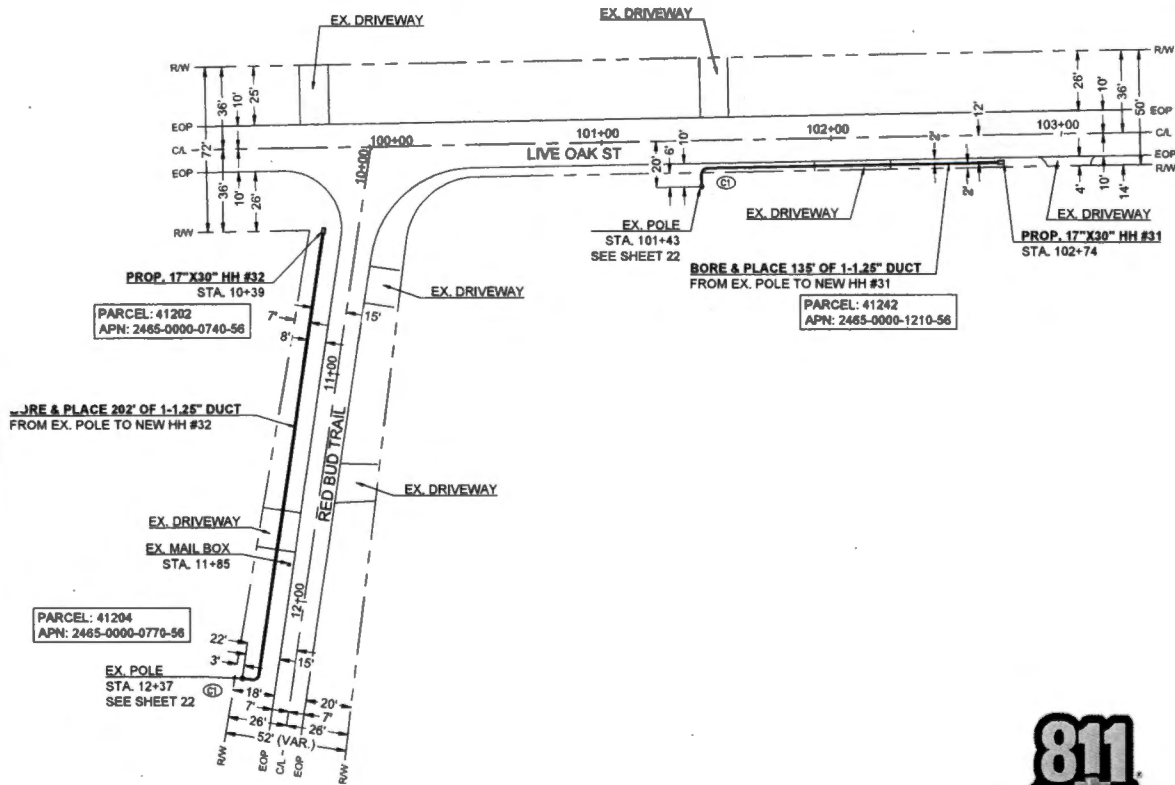 EX. DRIVEWAY
EX. DRIVEWAY
R/W
R/W
36'
10'
25'
26'
10'
36'
50'
EOP
EOP
C/L
72'
100+00
101+00
102+00
12'
103+00
C/L
LIVE OAK ST
10+00
20'
6'
10'
2'
EOP
EOP
R/W
36'
10'
26'
2'
4'
10'
14'
C1
EX. DRIVEWAY
EX. DRIVEWAY
R/W
EX. POLE
STA. 101+43
SEE SHEET 22
PROP. 17"X30" HH #31
STA. 102+74
BORE & PLACE 135' OF 1-1.25" DUCT
FROM EX. POLE TO NEW HH #31
PROP. 17"X30" HH #32
STA. 10+39
EX. DRIVEWAY
PARCEL: 41202
APN: 2465-0000-0740-56
PARCEL: 41242
APN: 2465-0000-1210-56
7'
15'
8'
11+00
PLACE 202' OF 1-1.25" DUCT
FROM EX. POLE TO NEW HH #32
RED BUD TRAIL
EX. DRIVEWAY
EX. DRIVEWAY
EX. MAIL BOX
STA. 11+85
12+00
PARCEL: 41204
APN: 2465-0000-0770-56
22'
3'
15'
EX. POLE
STA. 12+37
SEE SHEET 22
C1
18'
20'
7'
7'
26'
26'
52' (VAR.)
R/W
EOP
C/L
EOP
R/W
811